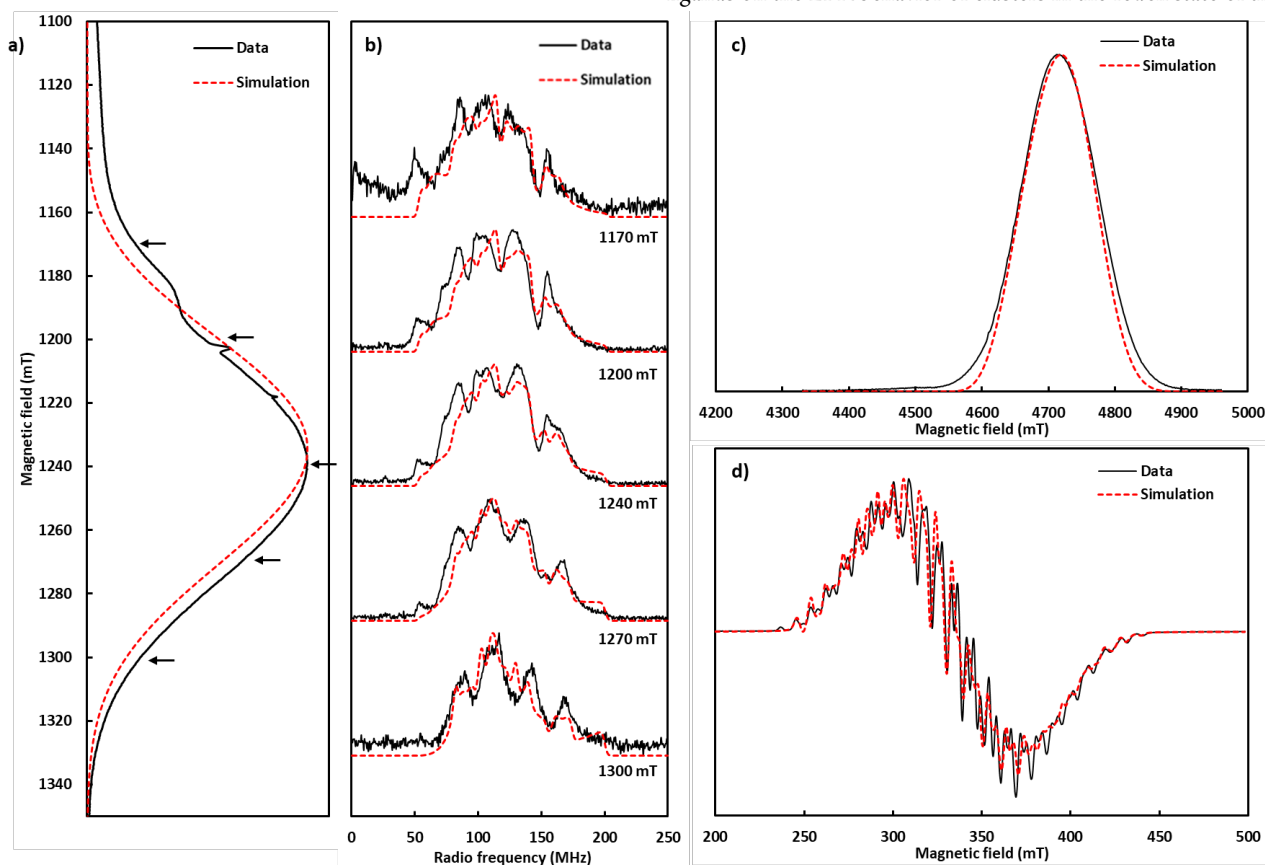 a)
Data
Simulation
1100
1120
1140
1160
1180
1200
1220
1240
1260
1280
1300
1320
1340
Magnetic field (mT)
b)
Data
Simulation
1170 mT
1200 mT
1240 mT
1270 mT
1300 mT
0 50 100 150 200 250
Radio frequency (MHz)
c)
Data
Simulation
4200 4300 4400 4500 4600 4700 4800 4900 5000
Magnetic field (mT)
d)
Data
Simulation
200 250 300 350 400 450 500
Magnetic field (mT)